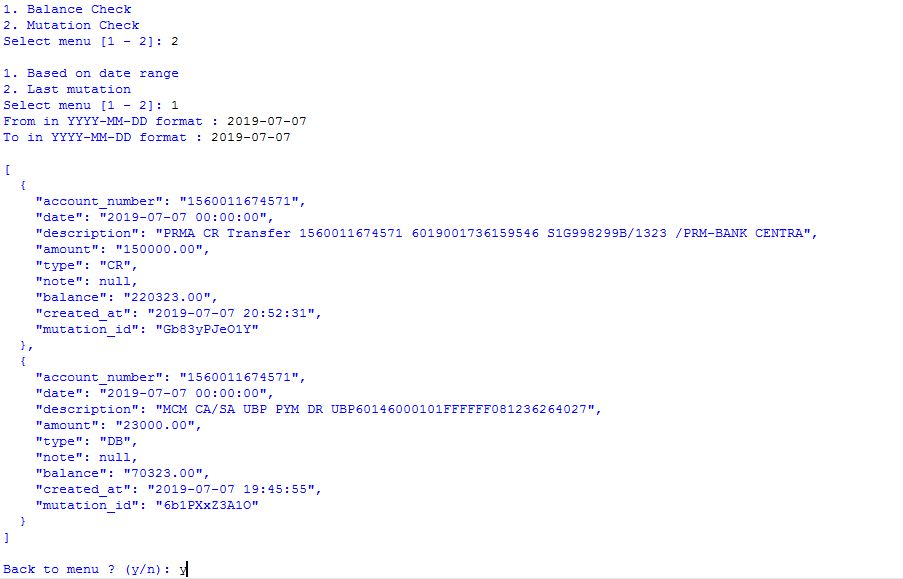 1. Balance Check
2. Mutation Check
Select menu [1 - 2]: 2
1. Based on date range
2. Last mutation
Select menu [1 - 2]: 1
From in YYYY-MM-DD format : 2019-07-07
To in YYYY-MM-DD format : 2019-07-07
[
  {
    "account_number": "1560011674571",
    "date": "2019-07-07 00:00:00",
    "description": "PRMA CR Transfer 1560011674571 6019001736159546 S1G998299B/1323 /PRM-BANK CENTRA",
    "amount": "150000.00",
    "type": "CR",
    "note": null,
    "balance": "220323.00",
    "created_at": "2019-07-07 20:52:31",
    "mutation_id": "Gb83yPJeO1Y"
  },
  {
    "account_number": "1560011674571",
    "date": "2019-07-07 00:00:00",
    "description": "MCM CA/SA UBP PYM DR UBP60146000101FFFFFF081236264027",
    "amount": "23000.00",
    "type": "DB",
    "note": null,
    "balance": "70323.00",
    "created_at": "2019-07-07 19:45:55",
    "mutation_id": "6b1PXxZ3A1O"
  }
]
Back to menu ? (y/n): y